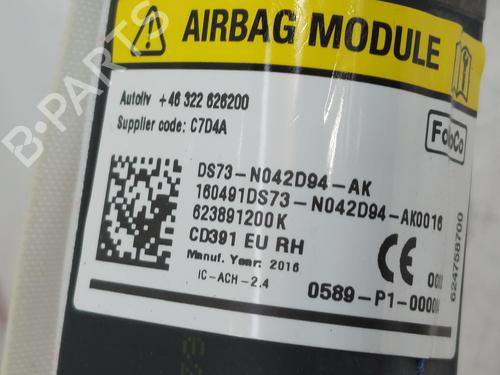 AIRBAG MODULE
Autoliv +46 322 626200
Supplier code: C7D4A
FoMoCo
DS73-N042D94-AK
160491DS73-N042D94-AK0016
623891200K
CD391 EU RH
Manuf. Year: 2016
IC-ACH-2.4
CE
0589-P1-00000
624758700
B-PARTS